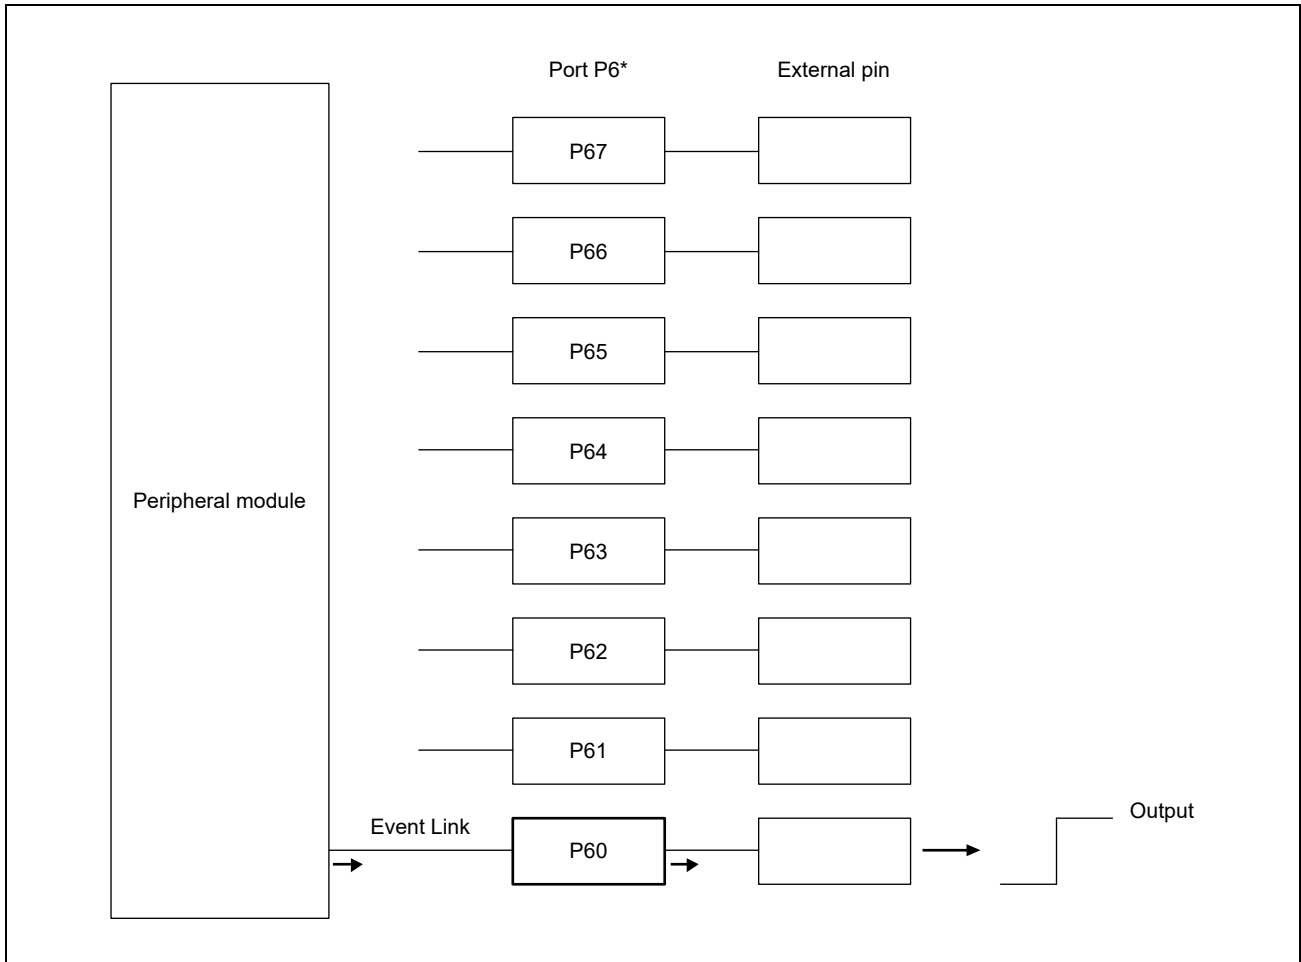 Port P6*
External pin
P67
P66
P65
P64
Peripheral module
P63
P62
P61
Event Link
P60
Output